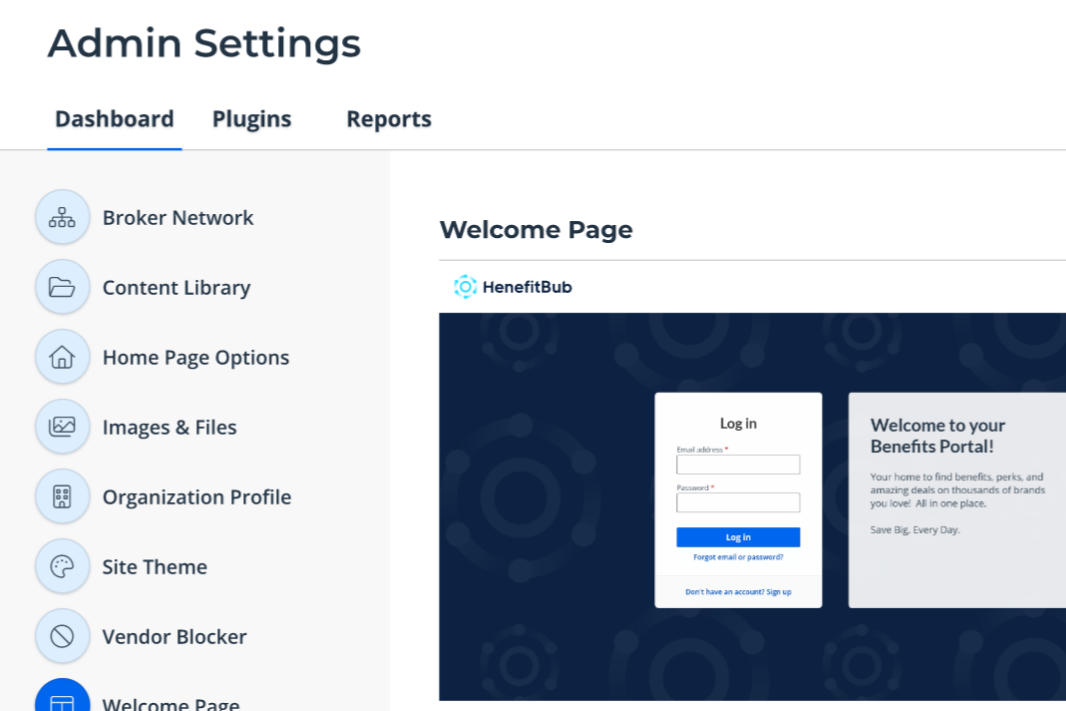 Admin Settings
Dashboard Plugins Reports
Broker Network
Content Library
Home Page Options
Images & Files
Organization Profile
Site Theme
Vendor Blocker
Welcome Page
Welcome Page
HenefitBub
Log in
Email address *
Password *
Log in
Forgot email or password?
Don't have an account? Sign up
Welcome to your
Benefits Portal!
Your home to find benefits, perks, and
amazing deals on thousands of brands
you love! All in one place.
Save Big, Every Day.